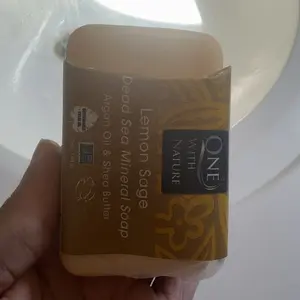 ONE
WITH
NATURE
Lemon Sage
Dead Sea Mineral Soap
Argan Oil & Shea Butter